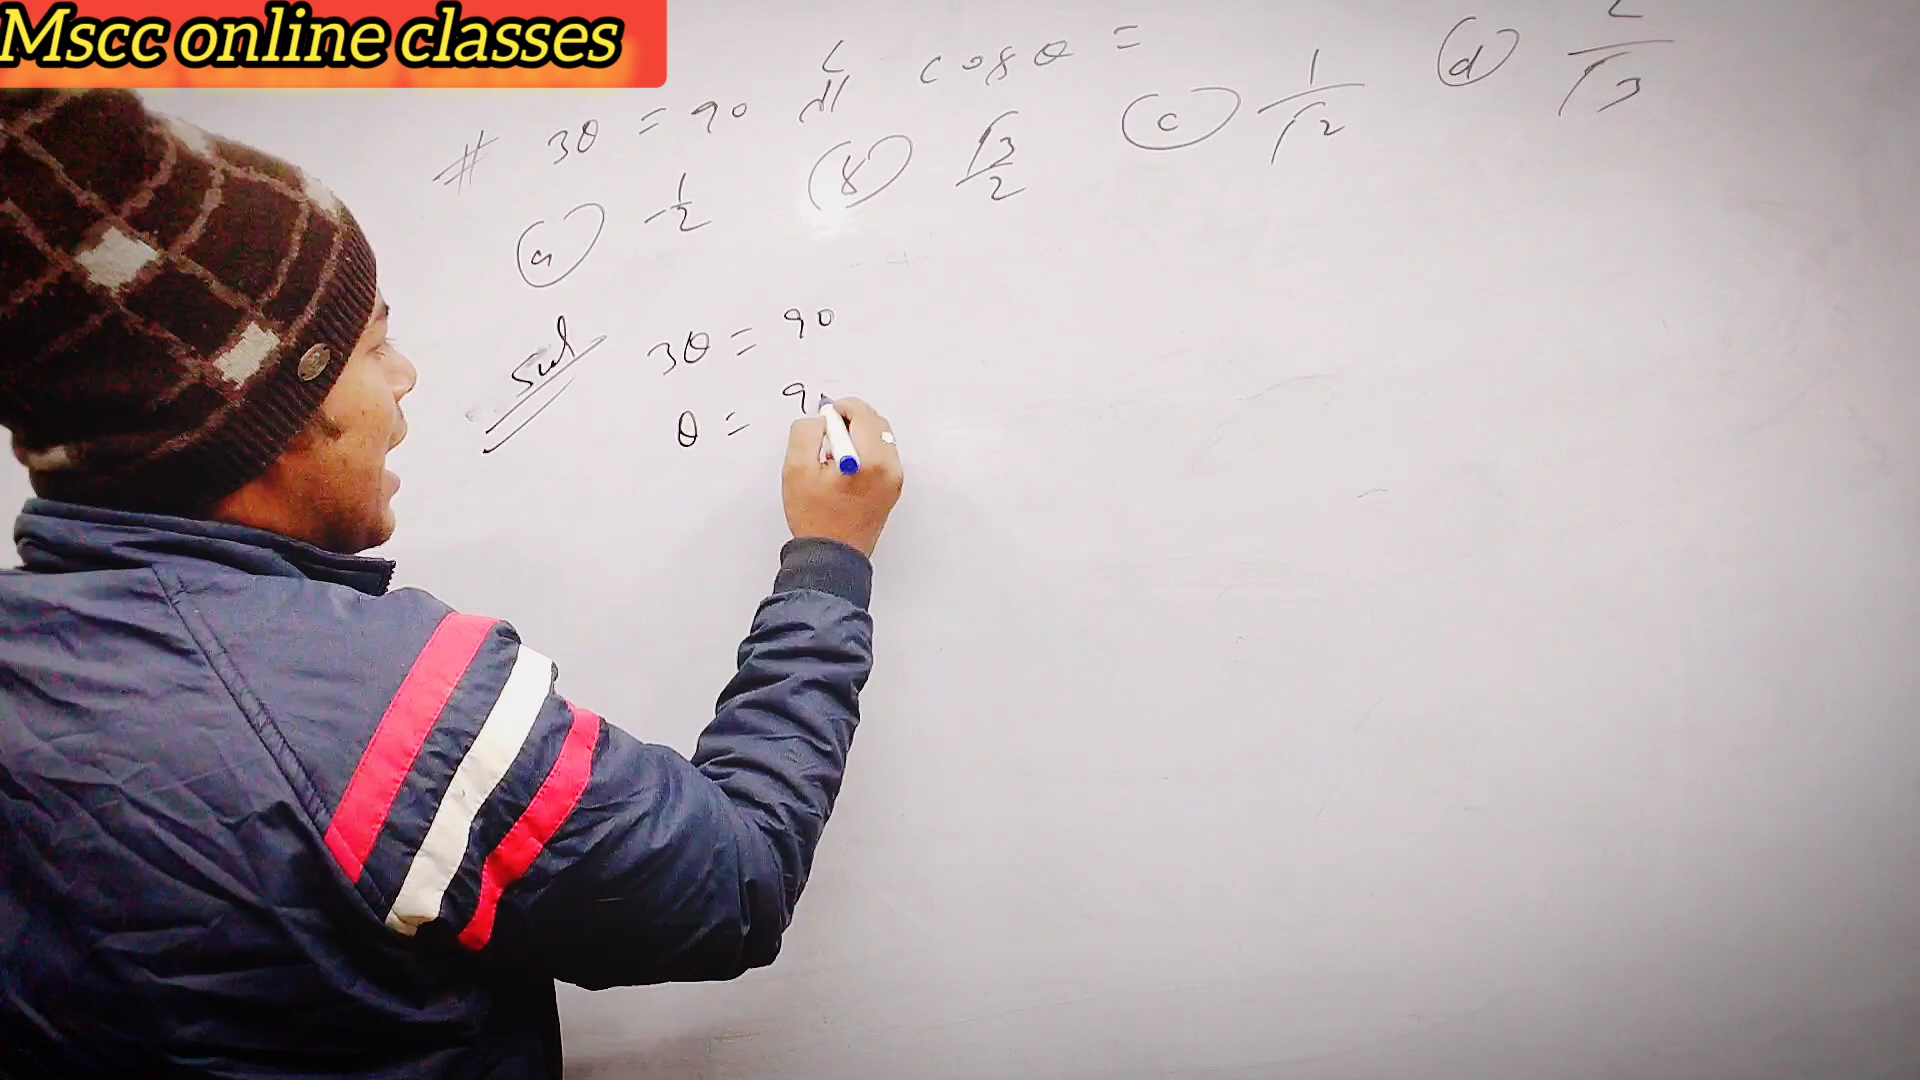 Mscc online classes
# 3θ = 90 cosθ =
(a) -1/2 (b) √3/2 (c) 1/√2 (d) 2/√3
Sol 3θ = 90
θ = 9